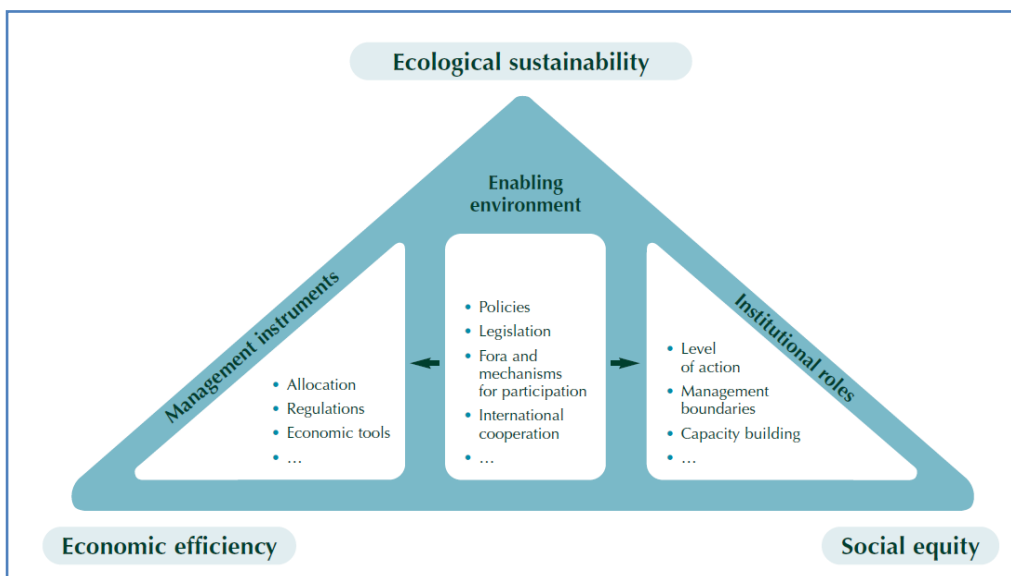 Ecological sustainability
Enabling
environment
Management instruments
• Allocation
• Regulations
• Economic tools
• ...
• Policies
• Legislation
• Fora and
mechanisms
for participation
• International
cooperation
• ...
Institutional roles
• Level
of action
• Management
boundaries
• Capacity building
• ...
Economic efficiency
Social equity